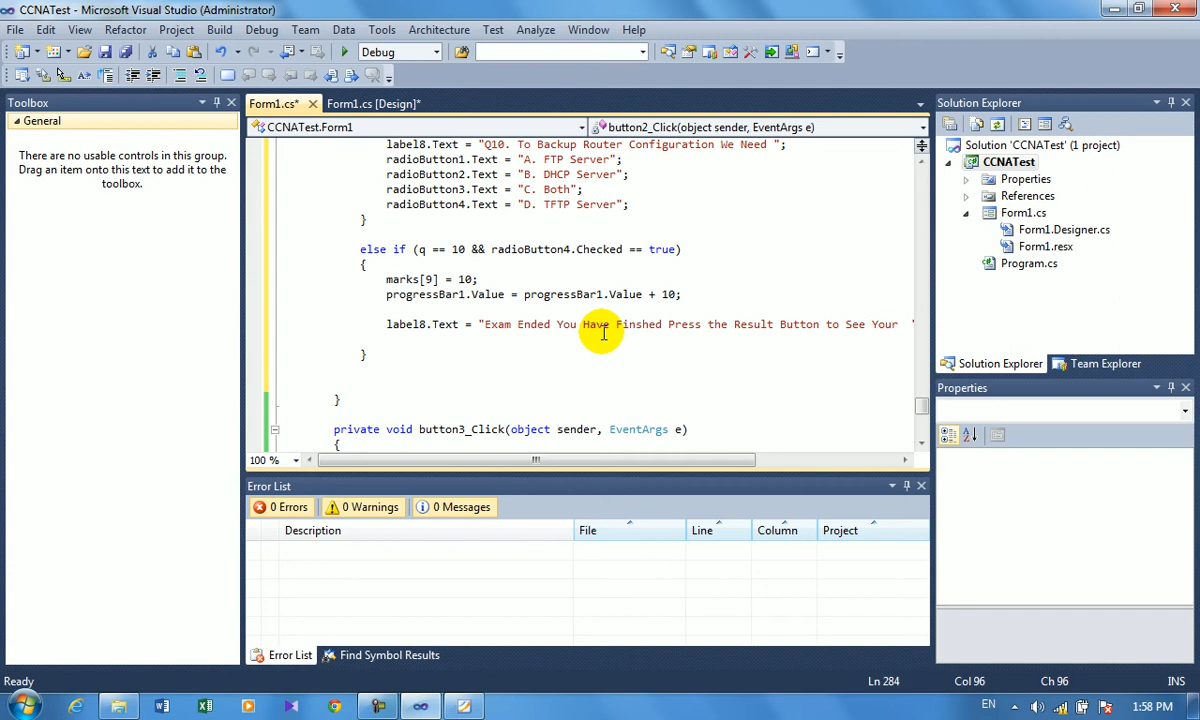 CCNATest - Microsoft Visual Studio (Administrator)
File Edit View Refactor Project Build Debug Team Data Tools Architecture Test Analyze Window Help
Debug
Toolbox
General
There are no usable controls in this group.
Drag an item onto this text to add it to the
toolbox.
Form1.cs* Form1.cs [Design]*
CCNATest.Form1 button2_Click(object sender, EventArgs e)
label8.Text = "Q10. To Backup Router Configuration We Need ";
radioButton1.Text = "A. FTP Server";
radioButton2.Text = "B. DHCP Server";
radioButton3.Text = "C. Both";
radioButton4.Text = "D. TFTP Server";
}
else if (q == 10 && radioButton4.Checked == true)
{
marks[9] = 10;
progressBar1.Value = progressBar1.Value + 10;
label8.Text = "Exam Ended You Have Finshed Press the Result Button to See Your "
}
}
private void button3_Click(object sender, EventArgs e)
{
100 %
Error List
0 Errors 0 Warnings 0 Messages
Description File Line Column Project
Error List Find Symbol Results
Solution Explorer
Solution 'CCNATest' (1 project)
CCNATest
Properties
References
Form1.cs
Form1.Designer.cs
Form1.resx
Program.cs
Solution Explorer Team Explorer
Properties
Ready Ln 284 Col 96 Ch 96 INS
EN 1:58 PM